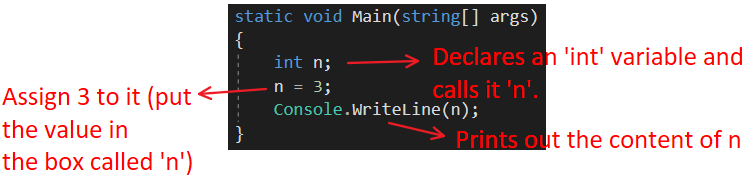 static void Main(string[] args)
{
int n;
Declares an 'int' variable and
calls it 'n'.
n = 3;
Assign 3 to it (put
the value in
the box called 'n')
Console.WriteLine(n);
Prints out the content of n
}